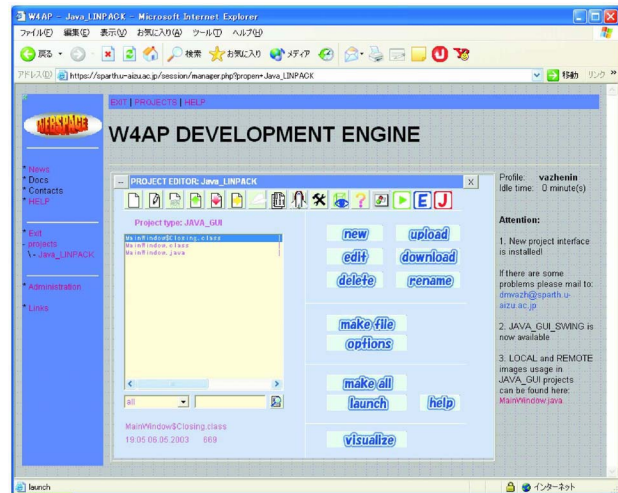 W4AP - Java_LINPACK - Microsoft Internet Explorer
ファイル(F) 編集(E) 表示(V) お気に入り(A) ツール(T) ヘルプ(H)
戻る 検索 お気に入り メディア
アドレス(D) https://sparth.u-aizu.ac.jp/session/manager.php?propen=Java_LINPACK 移動 リンク »
EXIT | PROJECTS | HELP
W4AP DEVELOPMENT ENGINE
* News
* Docs
* Contacts
* HELP
* Exit
- projects
\- Java_LINPACK
* Administration
* Links
PROJECT EDITOR: Java_LINPACK X
E J
Project type: JAVA_GUI
MainWindow$Closing.class
MainWindow.class
MainWindow.java
all
MainWindow$Closing.class
19:05 06.05.2003 669
new upload
edit download
delete rename
make file
options
make all
launch help
visualize
Profile: vazhenin
Idle time: 0 minute(s)
Attention:
1. New project interface
is installed!
If there are some
problems please mail to:
dmvazh@sparth.u-
aizu.ac.jp
2. JAVA_GUI_SWING is
now available
3. LOCAL and REMOTE
images usage in
JAVA_GUI projects
can be found here:
MainWindow.java
launch インターネット